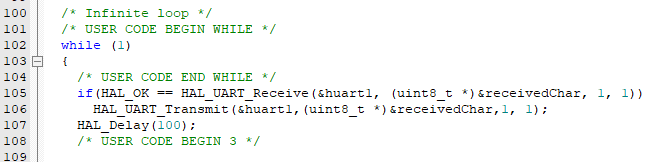 100 /* Infinite loop */
101 /* USER CODE BEGIN WHILE */
102 while (1)
103 {
104 /* USER CODE END WHILE */
105 if(HAL_OK == HAL_UART_Receive(&huart1, (uint8_t *)&receivedChar, 1, 1))
106 HAL_UART_Transmit(&huart1,(uint8_t *)&receivedChar,1, 1);
107 HAL_Delay(100);
108 /* USER CODE BEGIN 3 */
109